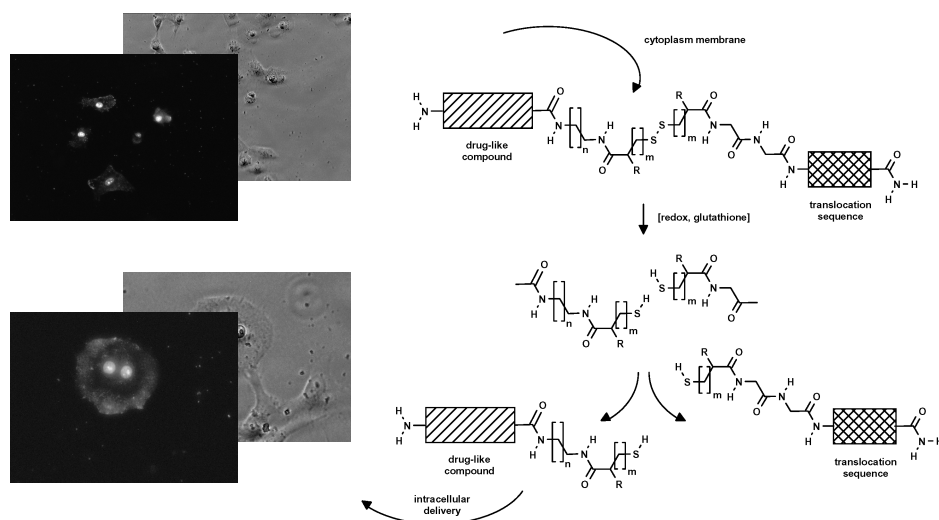 cytoplasm membrane
H
N
H
O
N
H
n
H
N
O
R
m
S
S
R
m
O
N
H
O
H
N
O
N
H
O
N
H
H
drug-like
compound
translocation
sequence
[redox, glutathione]
O
N
H
n
H
N
O
R
m
S
H
H
S
R
m
O
N
H
O
H
S
R
m
O
N
H
O
H
N
O
N
H
O
N
H
H
translocation
sequence
H
N
H
O
N
H
n
H
N
O
R
m
S
H
drug-like
compound
intracellular
delivery